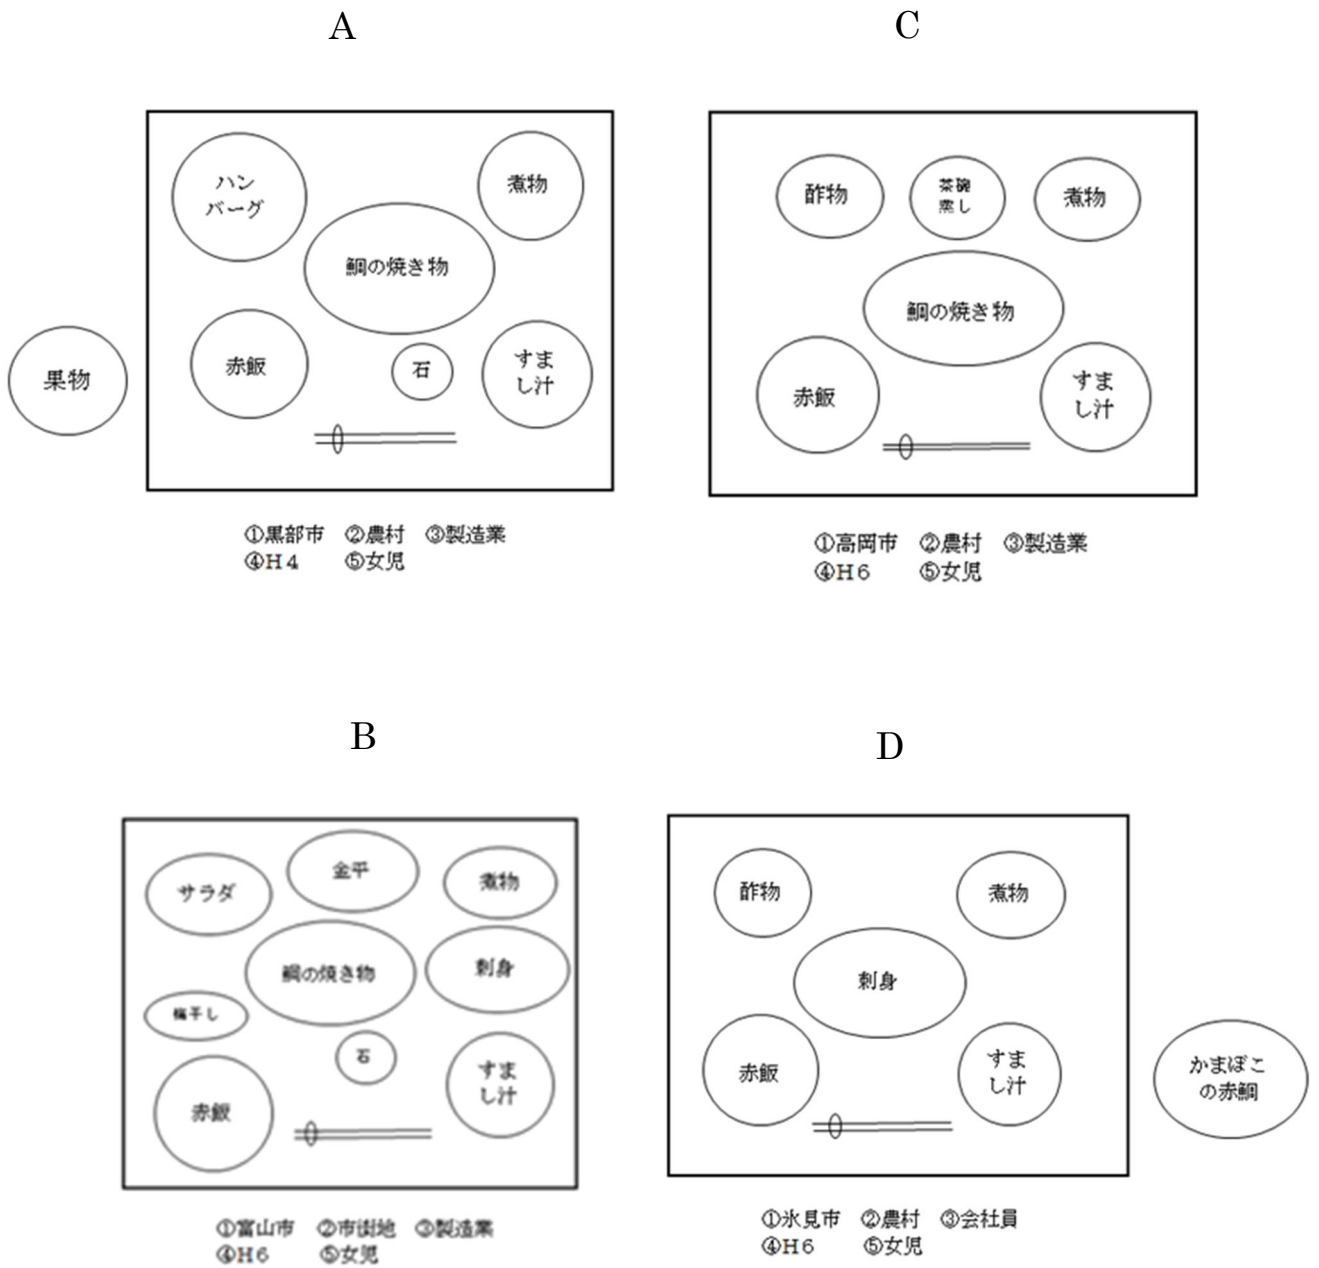 A
ハン
バーグ
煮物
鯛の焼き物
果物
赤飯
石
すま
し汁
①黒部市 ②農村 ③製造業
④H4 ⑤女児
C
酢物
茶碗
蒸し
煮物
鯛の焼き物
赤飯
すま
し汁
①高岡市 ②農村 ③製造業
④H6 ⑤女児
B
サラダ
金平
煮物
鯛の焼き物
刺身
梅干し
石
赤飯
すま
し汁
①富山市 ②市街地 ③製造業
④H6 ⑤女児
D
酢物
煮物
刺身
赤飯
すま
し汁
かまぼこ
の赤鯛
①氷見市 ②農村 ③会社員
④H6 ⑤女児